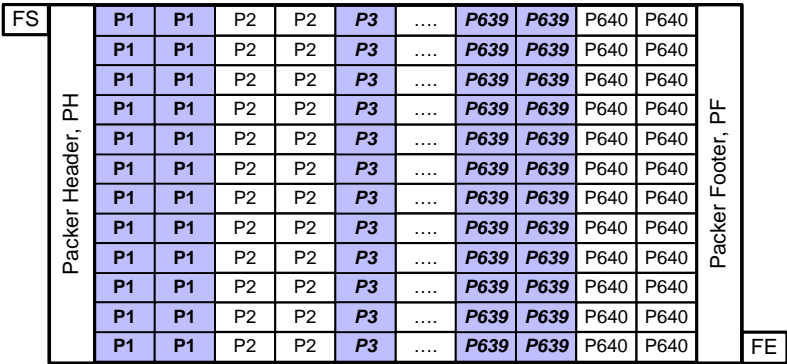 FS P1 P1 P2 P2 P3 .... P639 P639 P640 P640
P1 P1 P2 P2 P3 .... P639 P639 P640 P640
P1 P1 P2 P2 P3 .... P639 P639 P640 P640
P1 P1 P2 P2 P3 .... P639 P639 P640 P640
P1 P1 P2 P2 P3 .... P639 P639 P640 P640
P1 P1 P2 P2 P3 .... P639 P639 P640 P640
P1 P1 P2 P2 P3 .... P639 P639 P640 P640
P1 P1 P2 P2 P3 .... P639 P639 P640 P640
P1 P1 P2 P2 P3 .... P639 P639 P640 P640
P1 P1 P2 P2 P3 .... P639 P639 P640 P640
P1 P1 P2 P2 P3 .... P639 P639 P640 P640
P1 P1 P2 P2 P3 .... P639 P639 P640 P640 FE
Packer Header, PH
Packer Footer, PF